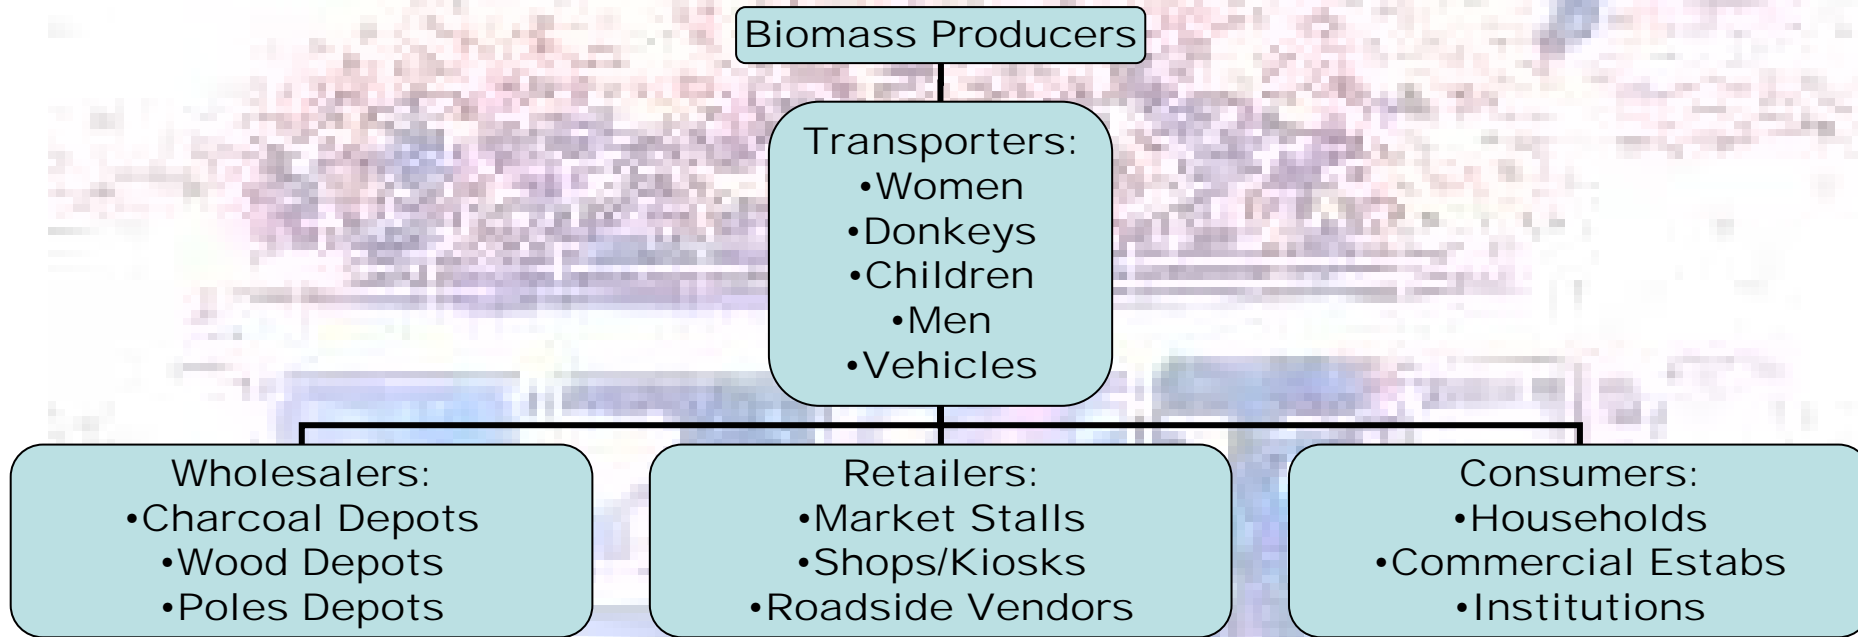 Biomass Producers
Transporters:
•Women
•Donkeys
•Children
•Men
•Vehicles
Wholesalers:
•Charcoal Depots
•Wood Depots
•Poles Depots
Retailers:
•Market Stalls
•Shops/Kiosks
•Roadside Vendors
Consumers:
•Households
•Commercial Estabs
•Institutions